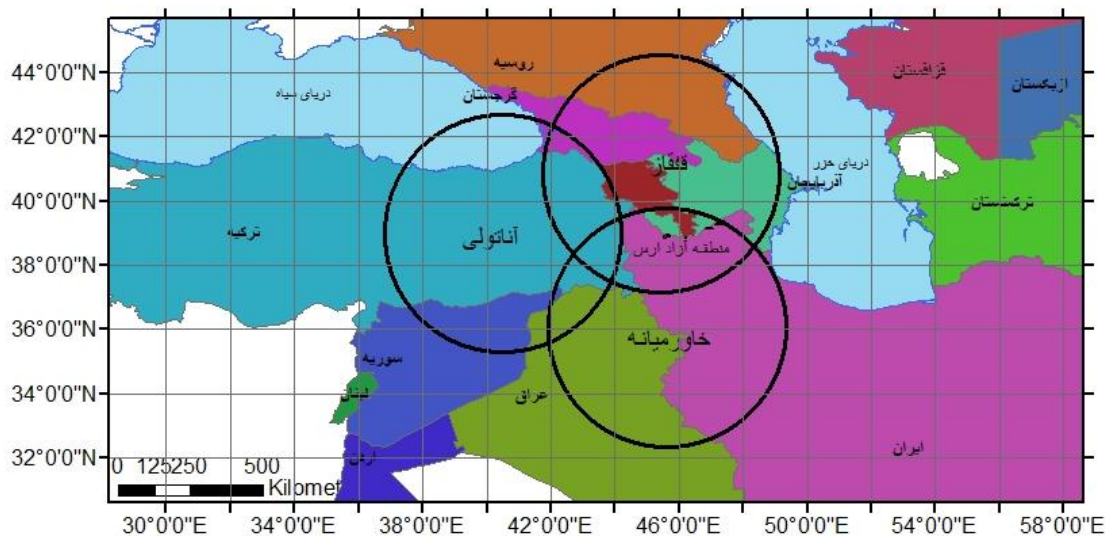 44°0'0"N
42°0'0"N
40°0'0"N
38°0'0"N
36°0'0"N
34°0'0"N
32°0'0"N
روسیه
قزاقستان
ازبکستان
دریای سیاه
گرجستان
قفقاز
دریای خزر
آذربایجان
ترکمنستان
ترکیه
آناتولی
منطقه آزاد ارس
خاورمیانه
سوریه
لبنان
عراق
ایران
اردن
0 125250 500
Kilomet
30°0'0"E 34°0'0"E 38°0'0"E 42°0'0"E 46°0'0"E 50°0'0"E 54°0'0"E 58°0'0"E